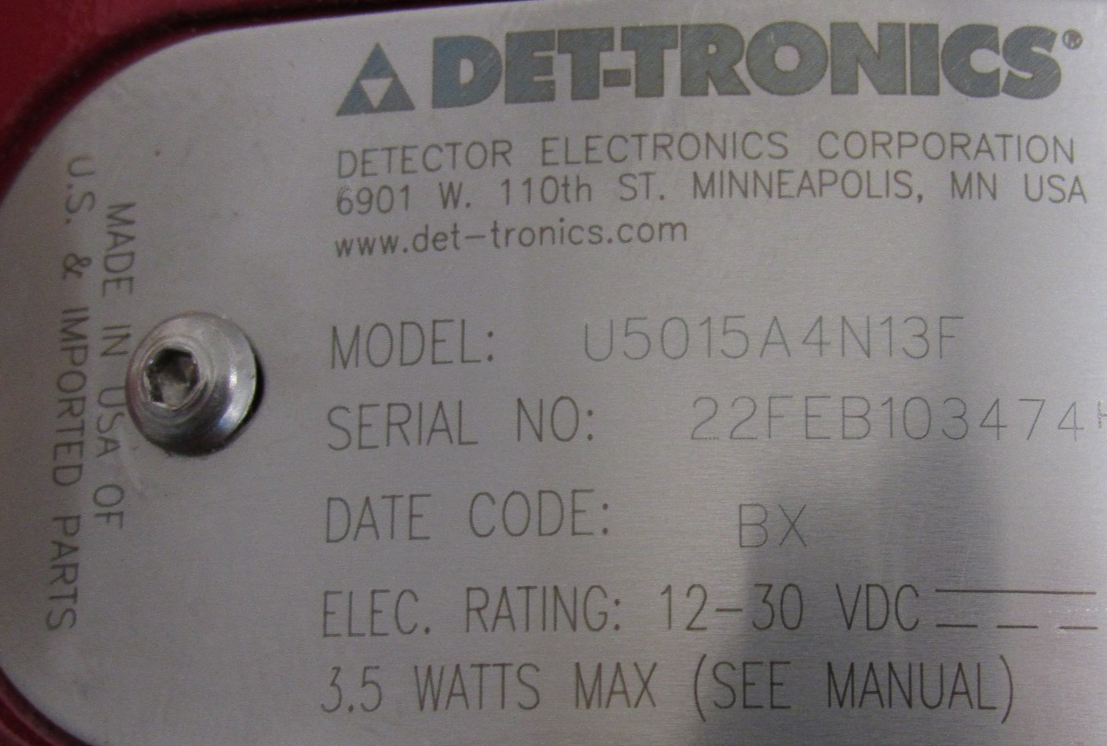 DET-TRONICS®
DETECTOR ELECTRONICS CORPORATION
6901 W. 110th ST. MINNEAPOLIS, MN USA
www.det-tronics.com
MODEL: U5015A4N13F
SERIAL NO: 22FEB103474
DATE CODE: BX
ELEC. RATING: 12-30 VDC
3.5 WATTS MAX (SEE MANUAL)
MADE IN USA OF
U.S. & IMPORTED PARTS